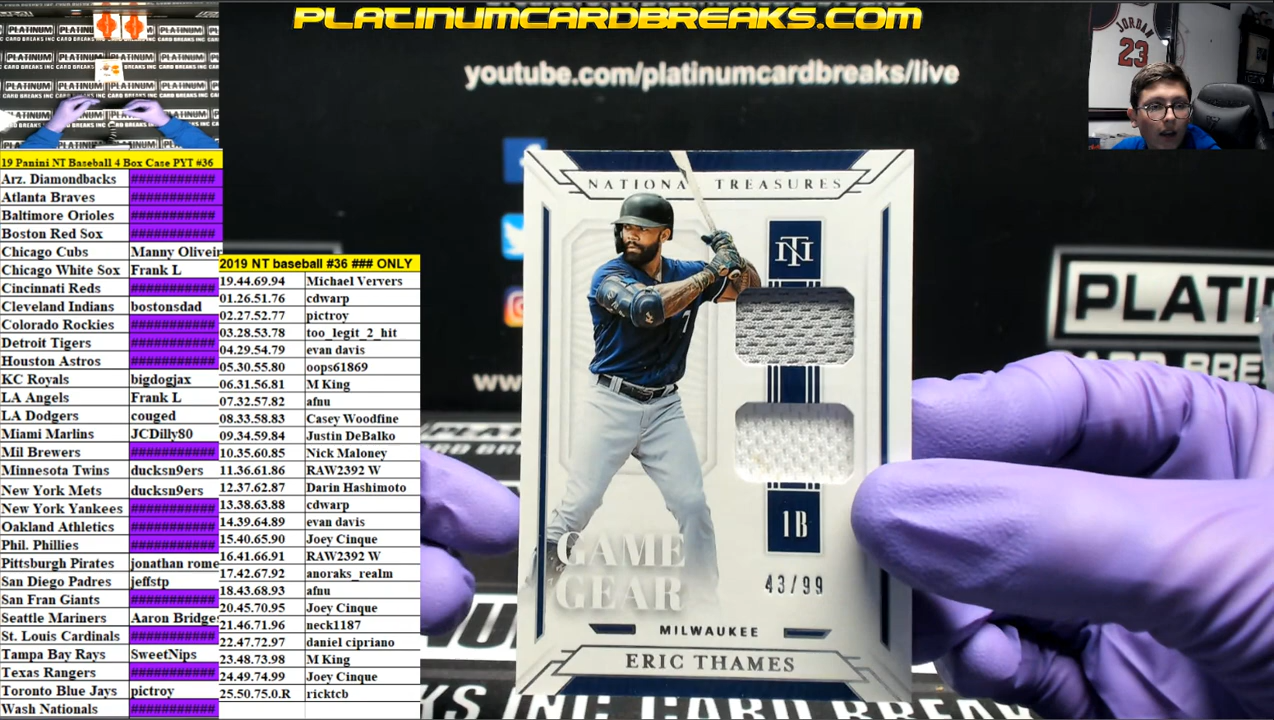 PLATINUMCARDBREAKS.COM
youtube.com/platinumcardbreaks/live
JORDAN
23
PLATINUM
CARD BREAKS INC
19 Panini NT Baseball 4 Box Case PYT #36
Arz. Diamondbacks ###########
Atlanta Braves ###########
Baltimore Orioles ###########
Boston Red Sox ###########
Chicago Cubs Manny Oliveir
Chicago White Sox Frank L
Cincinnati Reds ###########
Cleveland Indians bostonsdad
Colorado Rockies ###########
Detroit Tigers ###########
Houston Astros ###########
KC Royals bigdogjax
LA Angels Frank L
LA Dodgers couged
Miami Marlins JCDilly80
Mil Brewers ###########
Minnesota Twins ducksn9ers
New York Mets ducksn9ers
New York Yankees ###########
Oakland Athletics ###########
Phil. Phillies ###########
Pittsburgh Pirates jonathan rome
San Diego Padres jeffstp
San Fran Giants ###########
Seattle Mariners Aaron Bridge
St. Louis Cardinals ###########
Tampa Bay Rays SweetNips
Texas Rangers ###########
Toronto Blue Jays pictroy
Wash Nationals ###########
2019 NT baseball #36 ### ONLY
19.44.69.94 Michael Ververs
01.26.51.76 cdwarp
02.27.52.77 pictroy
03.28.53.78 too_legit_2_hit
04.29.54.79 evan davis
05.30.55.80 oops61869
06.31.56.81 M King
07.32.57.82 afnu
08.33.58.83 Casey Woodfine
09.34.59.84 Justin DeBalko
10.35.60.85 Nick Maloney
11.36.61.86 RAW2392 W
12.37.62.87 Darin Hashimoto
13.38.63.88 cdwarp
14.39.64.89 evan davis
15.40.65.90 Joey Cinque
16.41.66.91 RAW2392 W
17.42.67.92 anoraks_realm
18.43.68.93 afnu
20.45.70.95 Joey Cinque
21.46.71.96 neck1187
22.47.72.97 daniel cipriano
23.48.73.98 M King
24.49.74.99 Joey Cinque
25.50.75.0.R ricktcb
NATIONAL TREASURES
NT
7
1B
GAME
GEAR
43/99
MILWAUKEE
ERIC THAMES
PLATI
CARD BREA
ww